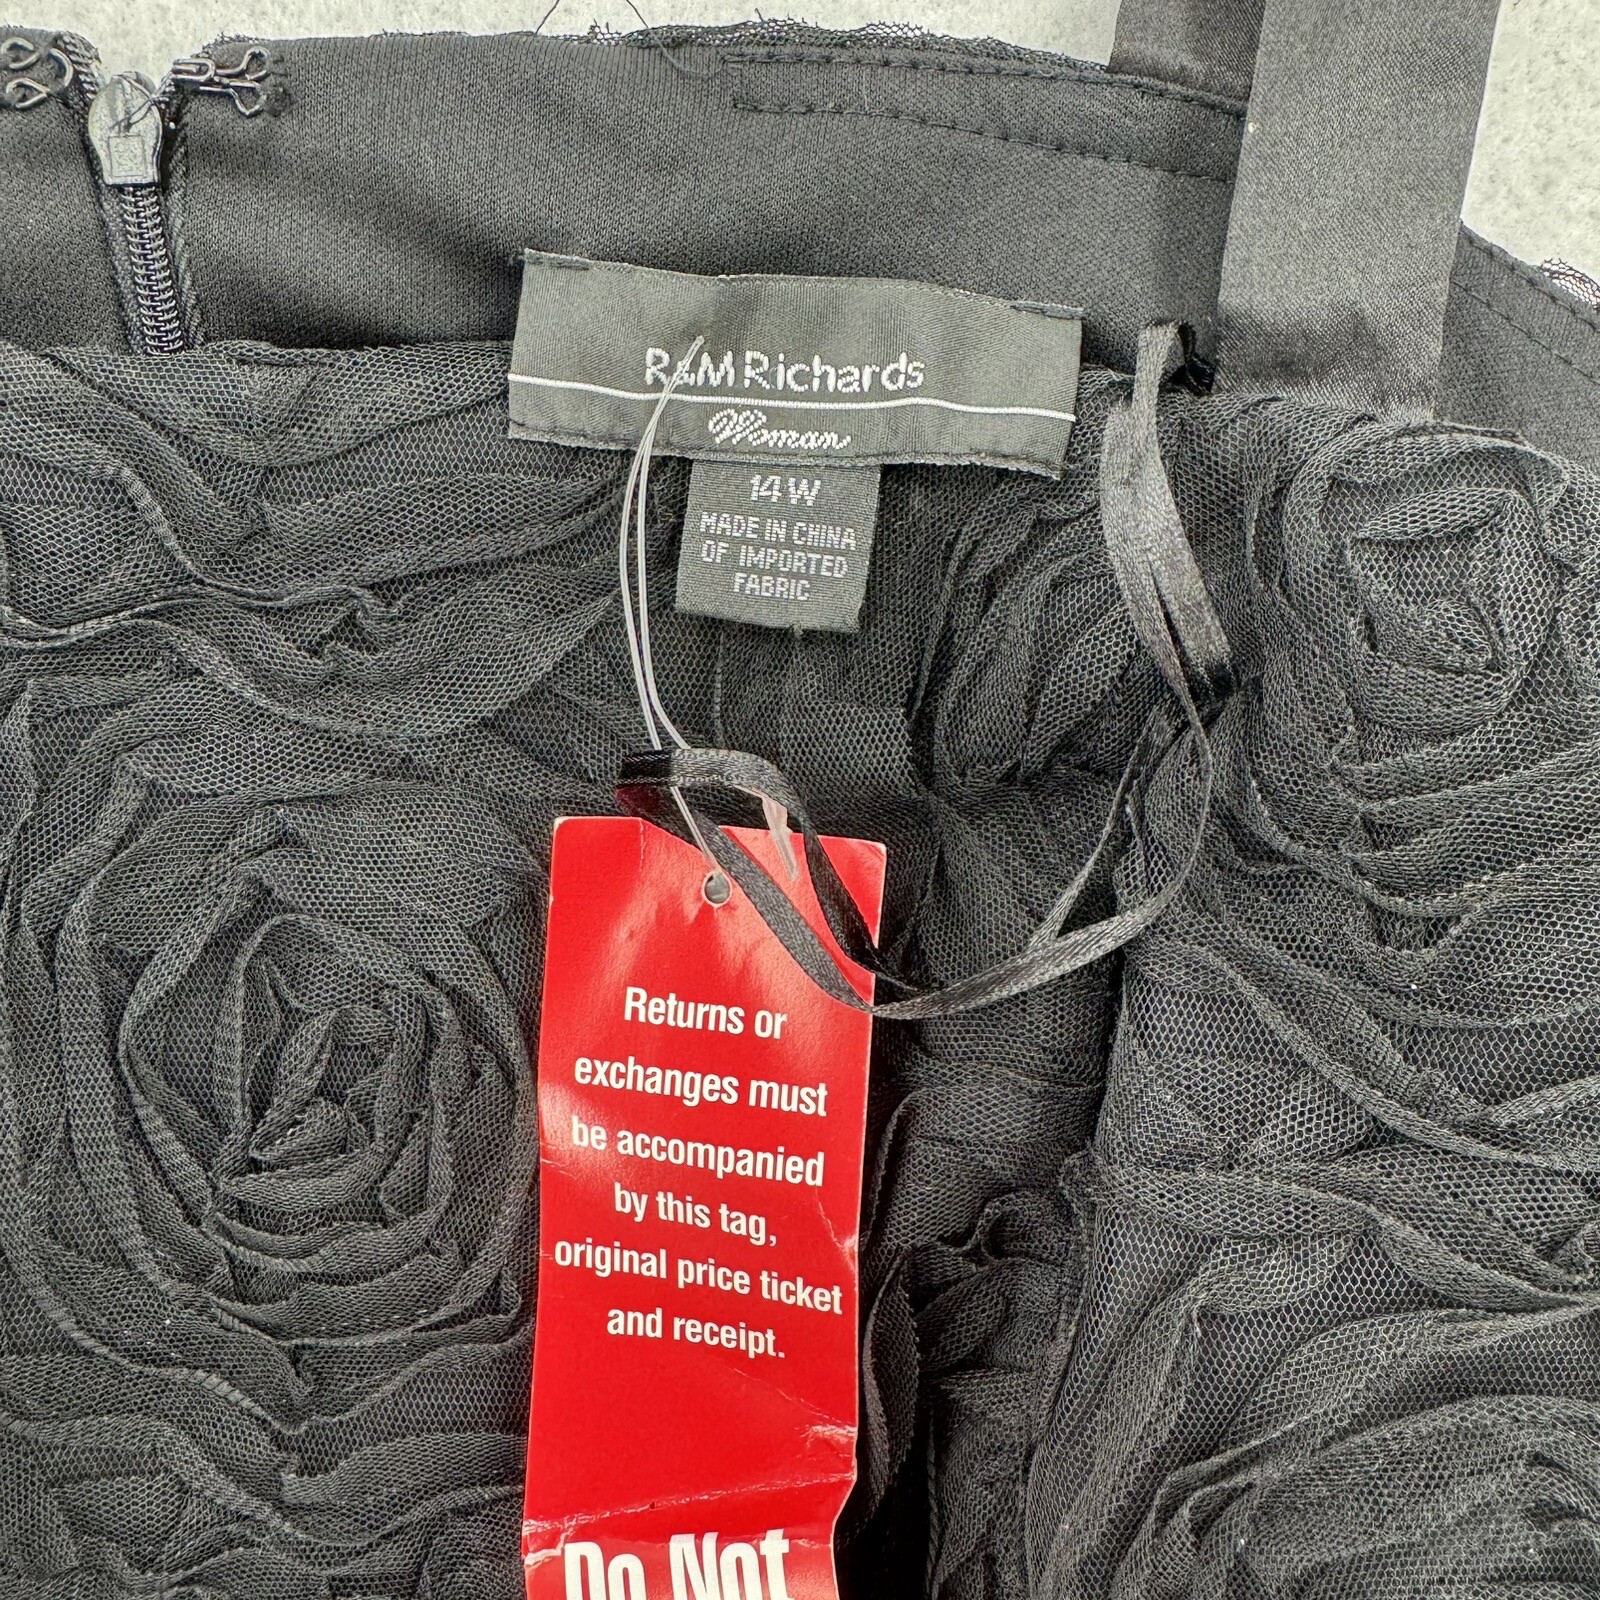 R&M Richards
Woman
14W
MADE IN CHINA
OF IMPORTED
FABRIC
Returns or
exchanges must
be accompanied
by this tag,
original price ticket
and receipt.
Do Not